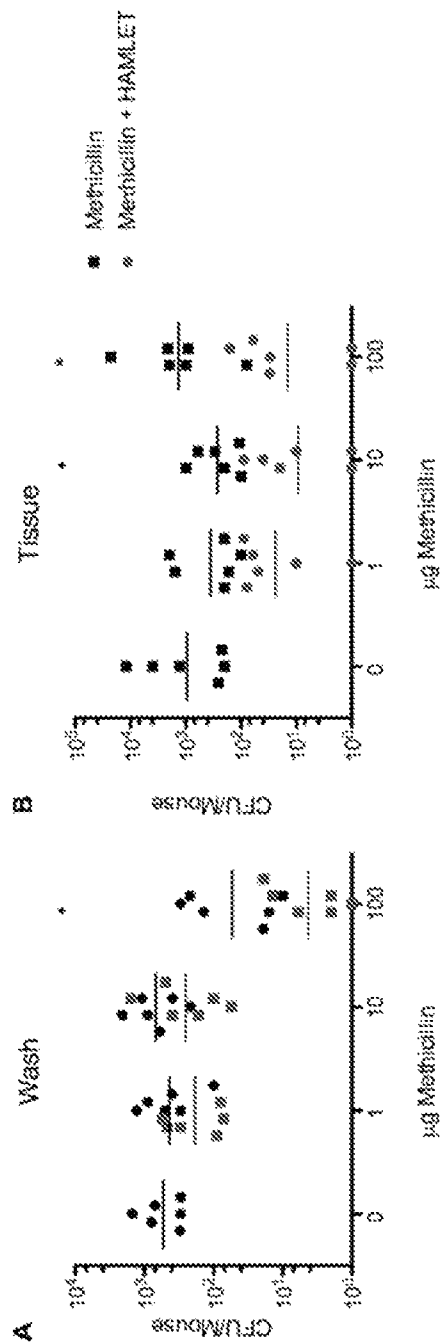 A
Wash
CFU/Mouse
10⁴
10³
10²
10¹
10⁰
0
1
10
100
*
µg Methicillin
B
Tissue
CFU/Mouse
10⁵
10⁴
10³
10²
10¹
10⁰
0
1
10
100
*
*
µg Methicillin
Methicillin
Methicillin + HAMLET